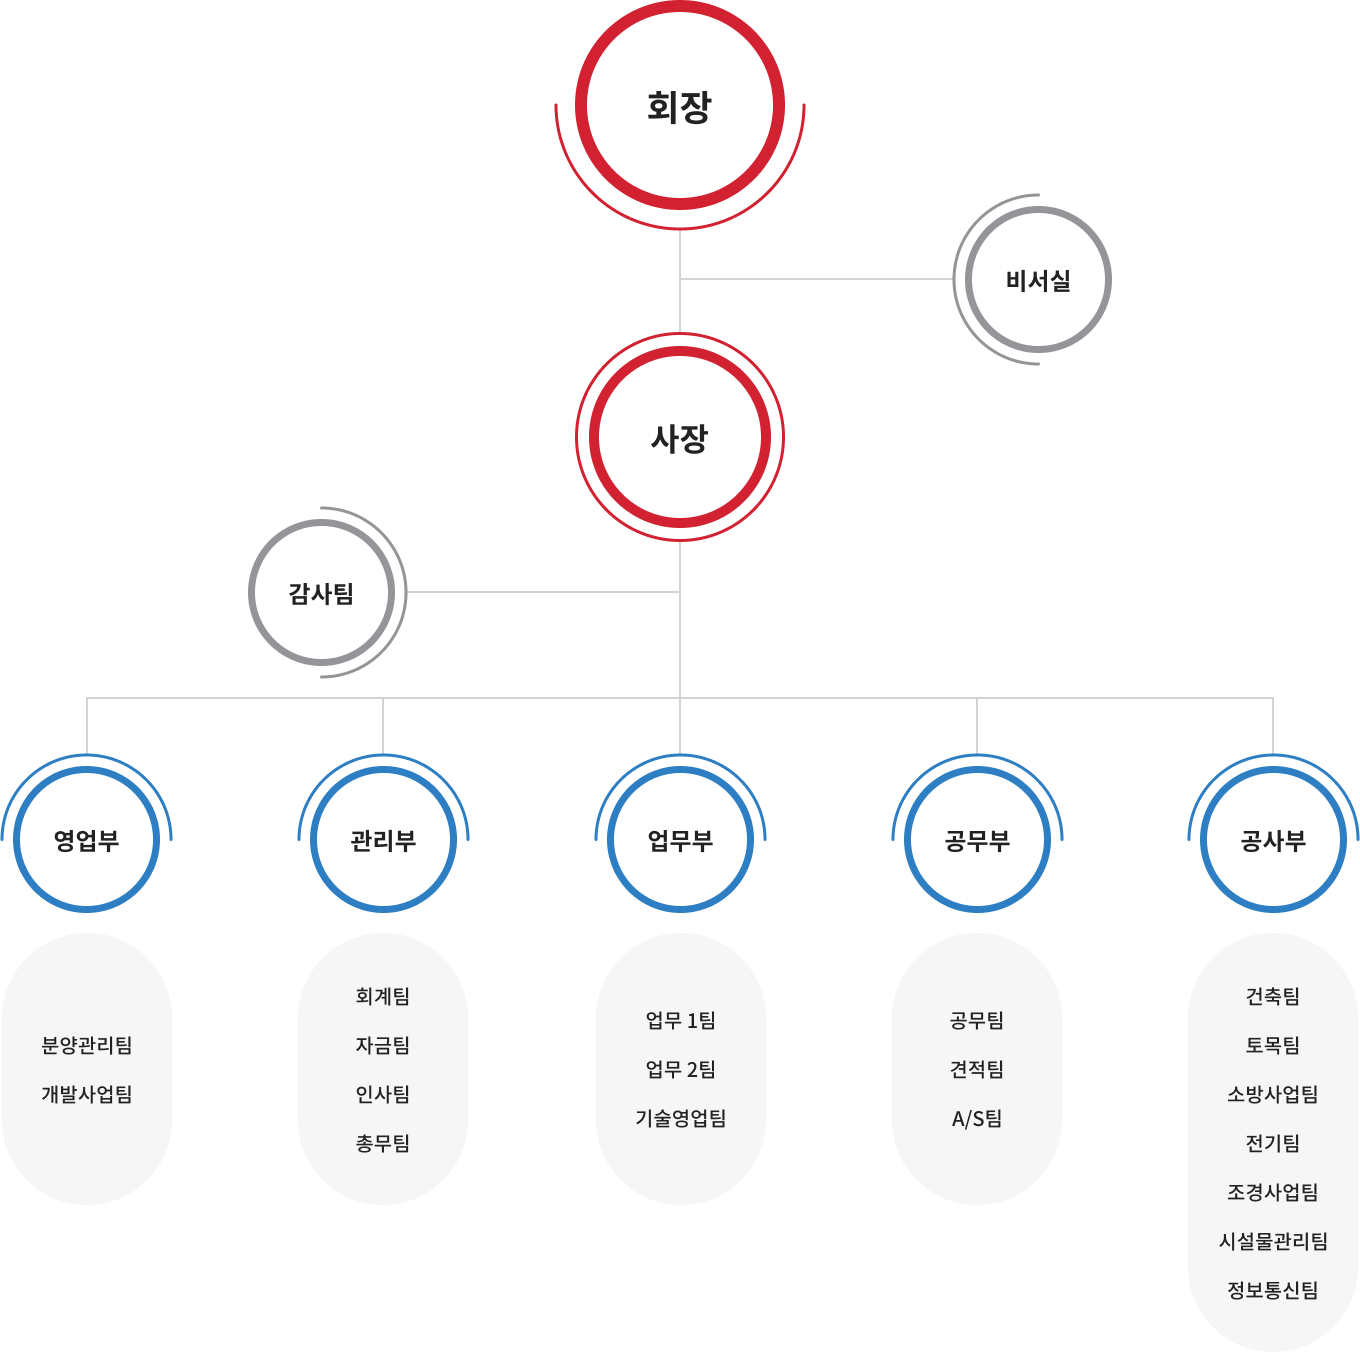 회장
비서실
사장
감사팀
영업부
관리부
업무부
공무부
공사부
분양관리팀
개발사업팀
회계팀
자금팀
인사팀
총무팀
업무 1팀
업무 2팀
기술영업팀
공무팀
견적팀
A/S팀
건축팀
토목팀
소방사업팀
전기팀
조경사업팀
시설물관리팀
정보통신팀